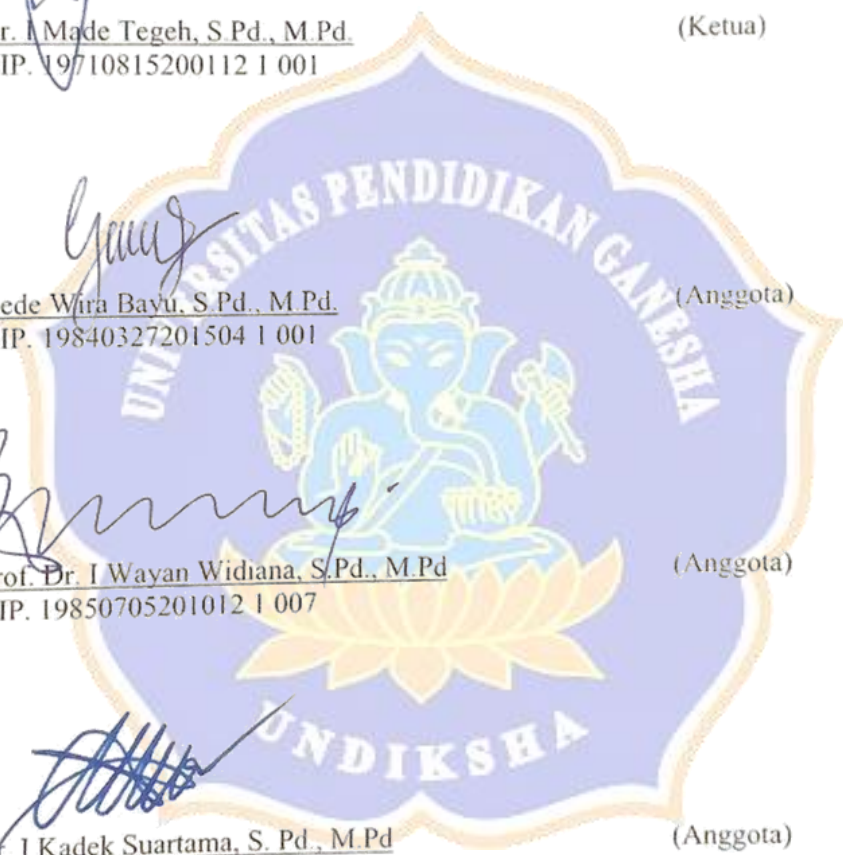 r. I Made Tegeh, S.Pd., M.Pd. (Ketua)
IP. 19710815200112 1 001
UNIVERSITAS PENDIDIKAN GANESHA
ede Wira Bayu, S.Pd., M.Pd. (Anggota)
IP. 19840327201504 1 001
rof. Dr. I Wayan Widiana, S.Pd., M.Pd (Anggota)
IP. 19850705201012 1 007
UNDIKSHA
r. I Kadek Suartama, S. Pd., M.Pd (Anggota)